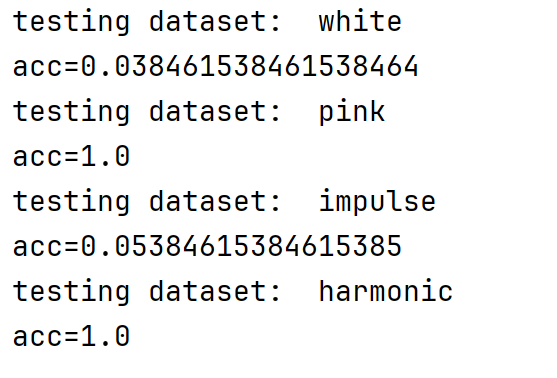 testing dataset:  white
acc=0.038461538461538464
testing dataset:  pink
acc=1.0
testing dataset:  impulse
acc=0.05384615384615385
testing dataset:  harmonic
acc=1.0